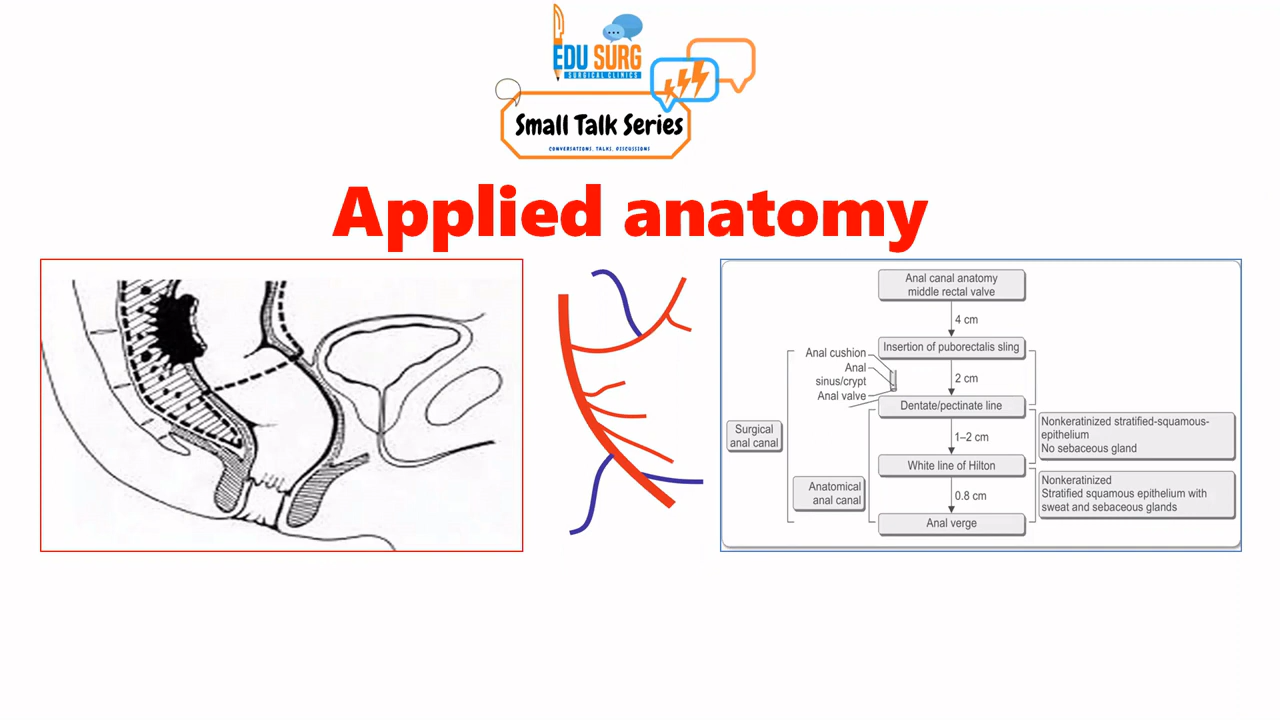 EDU SURG
SURGICAL CLINICS
Small Talk Series
CONVERSATIONS, TALKS, DISCUSSIONS
Applied anatomy
Anal canal anatomy
middle rectal valve
4 cm
Insertion of puborectalis sling
Anal cushion
Anal
sinus/crypt
Anal valve
2 cm
Dentate/pectinate line
Nonkeratinized stratified-squamous-
epithelium
No sebaceous gland
Surgical
anal canal
1–2 cm
White line of Hilton
Anatomical
anal canal
0.8 cm
Nonkeratinized
Stratified squamous epithelium with
sweat and sebaceous glands
Anal verge